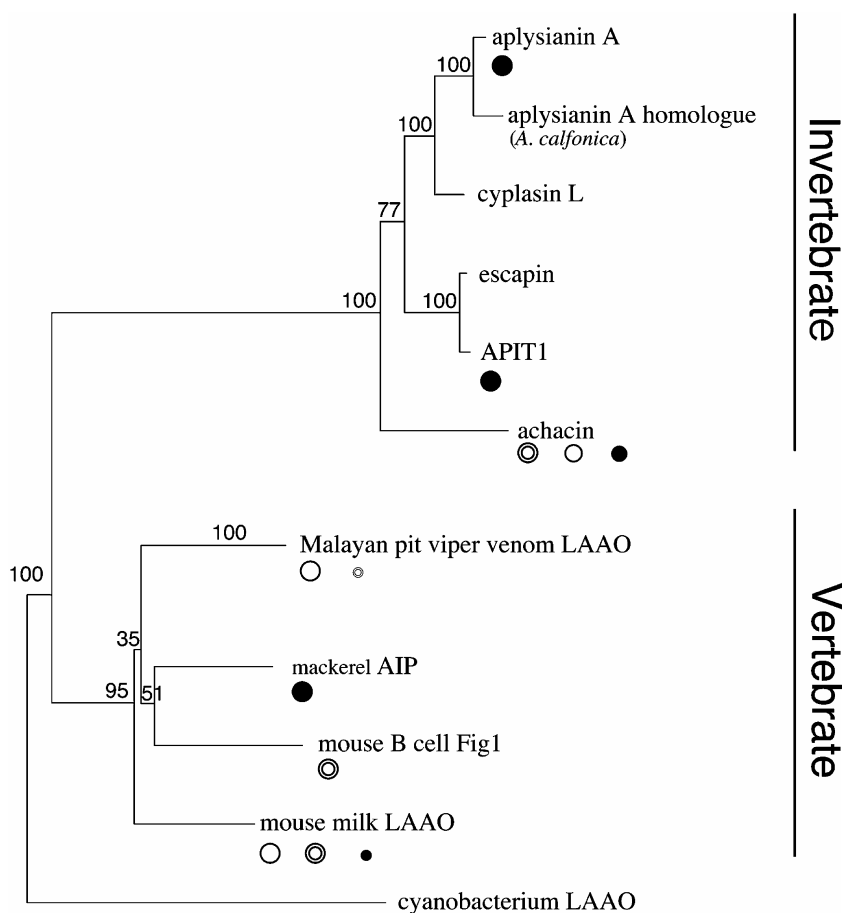 aplysianin A
100
aplysianin A homologue
(A. calfonica)
100
cyplasin L
77
escapin
100
100
APIT1
achacin
Invertebrate
100
Malayan pit viper venom LAAO
100
35
mackerel AIP
95
51
mouse B cell Fig1
mouse milk LAAO
Vertebrate
cyanobacterium LAAO